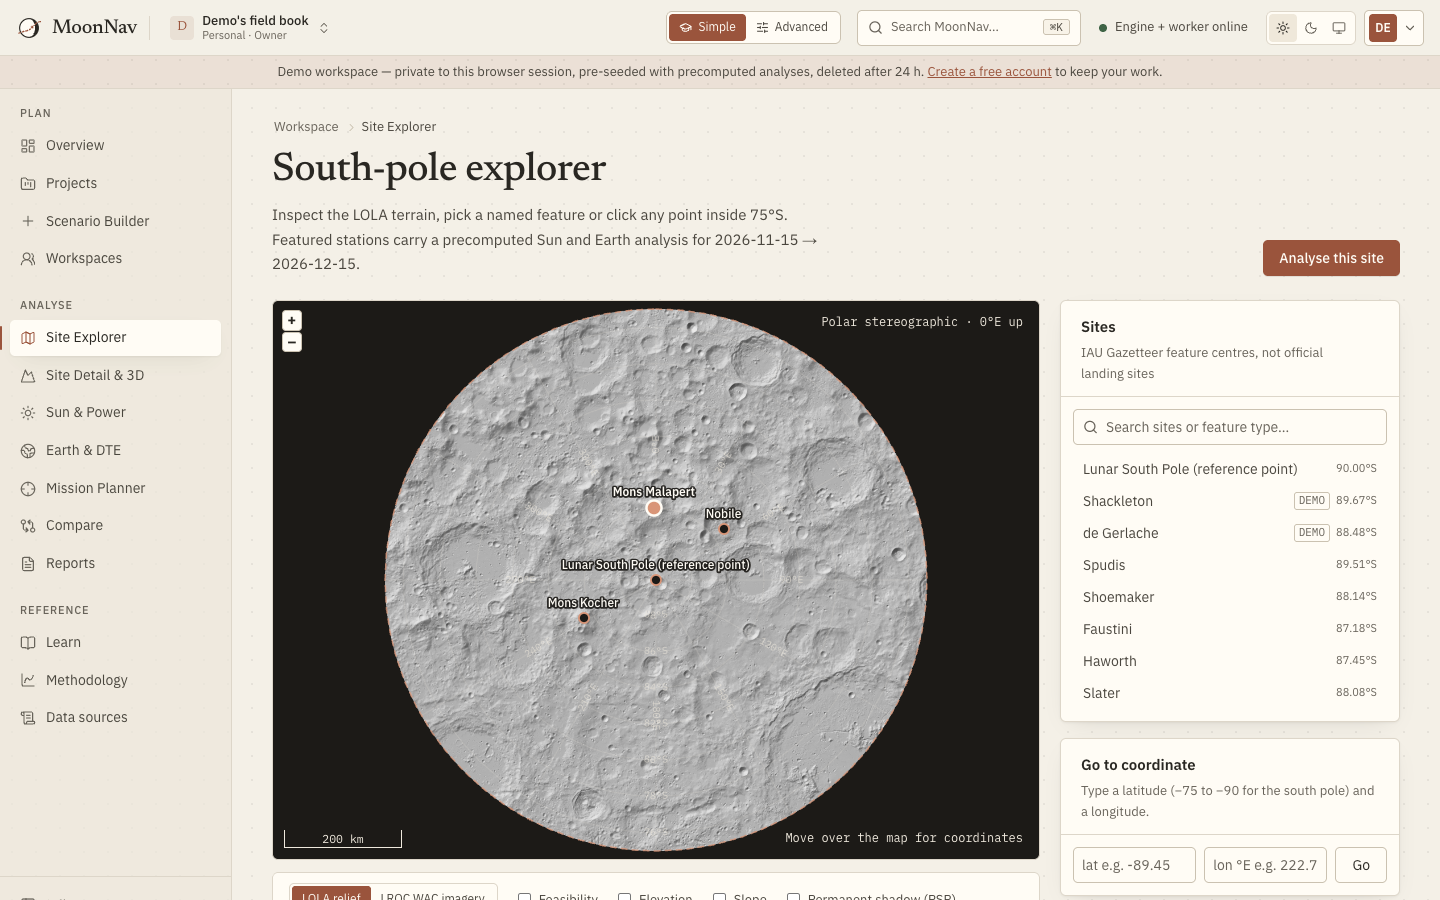 MoonNav
D
Demo's field book
Personal · Owner
Simple
Advanced
Search MoonNav...
⌘K
Engine + worker online
DE
Demo workspace — private to this browser session, pre-seeded with precomputed analyses, deleted after 24 h. Create a free account to keep your work.
PLAN
Overview
Projects
Scenario Builder
Workspaces
ANALYSE
Site Explorer
Site Detail & 3D
Sun & Power
Earth & DTE
Mission Planner
Compare
Reports
REFERENCE
Learn
Methodology
Data sources
Workspace
Site Explorer
South-pole explorer
Inspect the LOLA terrain, pick a named feature or click any point inside 75°S.
Featured stations carry a precomputed Sun and Earth analysis for 2026-11-15 →
2026-12-15.
Analyse this site
+
−
Polar stereographic · 0°E up
Mons Malapert
Nobile
Lunar South Pole (reference point)
Mons Kocher
200 km
Move over the map for coordinates
LOLA relief
LROC WAC imagery
Feasibility
Elevation
Slope
Permanent shadow (PSR)
Sites
IAU Gazetteer feature centres, not official
landing sites
Search sites or feature type...
Lunar South Pole (reference point) 90.00°S
Shackleton DEMO 89.67°S
de Gerlache DEMO 88.48°S
Spudis 89.51°S
Shoemaker 88.14°S
Faustini 87.18°S
Haworth 87.45°S
Slater 88.08°S
Go to coordinate
Type a latitude (−75 to −90 for the south pole) and
a longitude.
lat e.g. -89.45
lon °E e.g. 222.7
Go